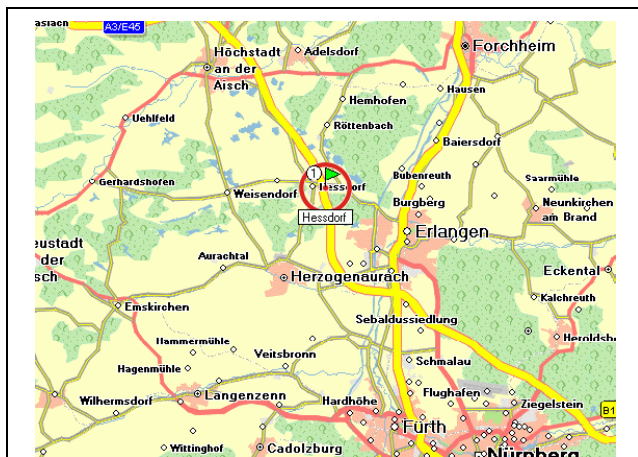 A3/E45
Höchstadt
an der
Aisch
Adelsdorf
Forchheim
Hausen
Hemhofen
Uehlfeld
Röttenbach
Baiersdorf
Gerhardshofen
Weisendorf
1
Hessdorf
Bubenreuth
Burgberg
Saarmühle
Neunkirchen
am Brand
Hessdorf
Erlangen
eustadt
der
sch
Aurachtal
Herzogenaurach
Eckental
Emskirchen
Kalchreuth
Sebaldussiedlung
Hammermühle
Veitsbronn
Heroldsbe
Hagenmühle
Schmalau
Wilhermsdorf
Langenzenn
Hardhöhe
Flughafen
Ziegelstein
B1
Fürth
Wittinghof
Cadolzburg
Nürnberg